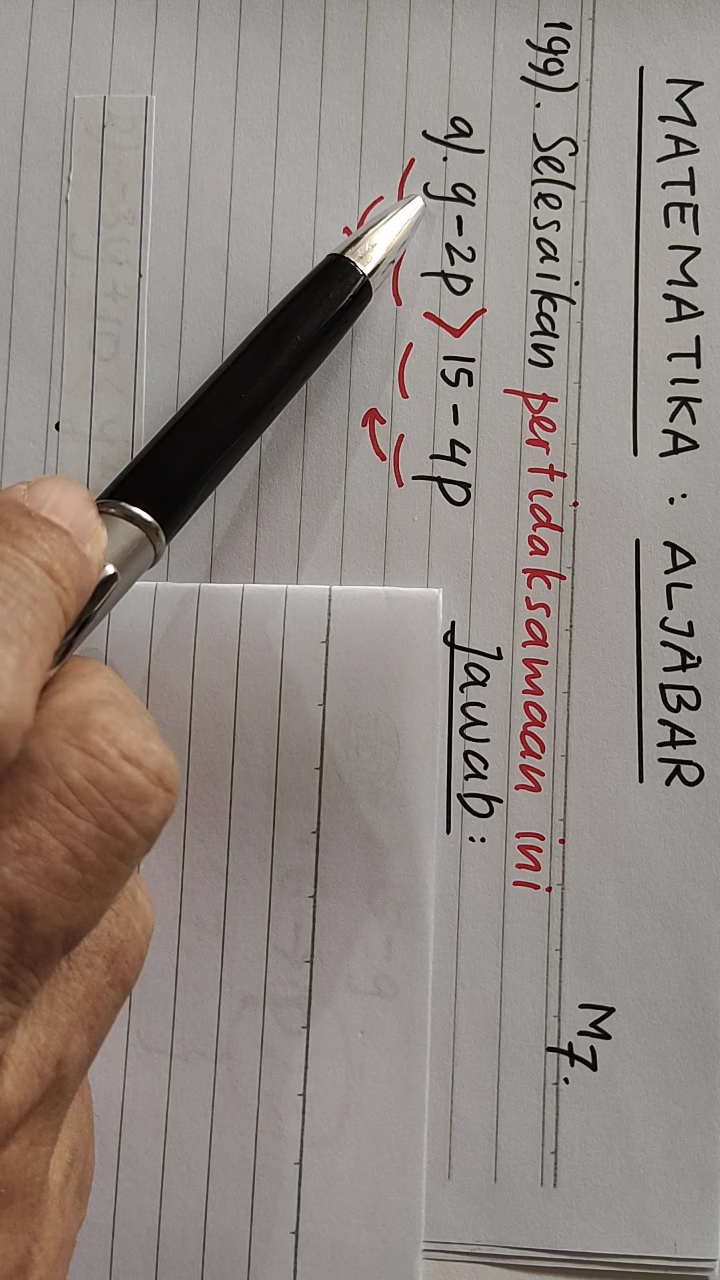 MATEMATIKA : ALJABAR
M7.
199). Selesaikan pertidaksamaan ini
a). 9 - 2p > 15 - 4p
Jawab :